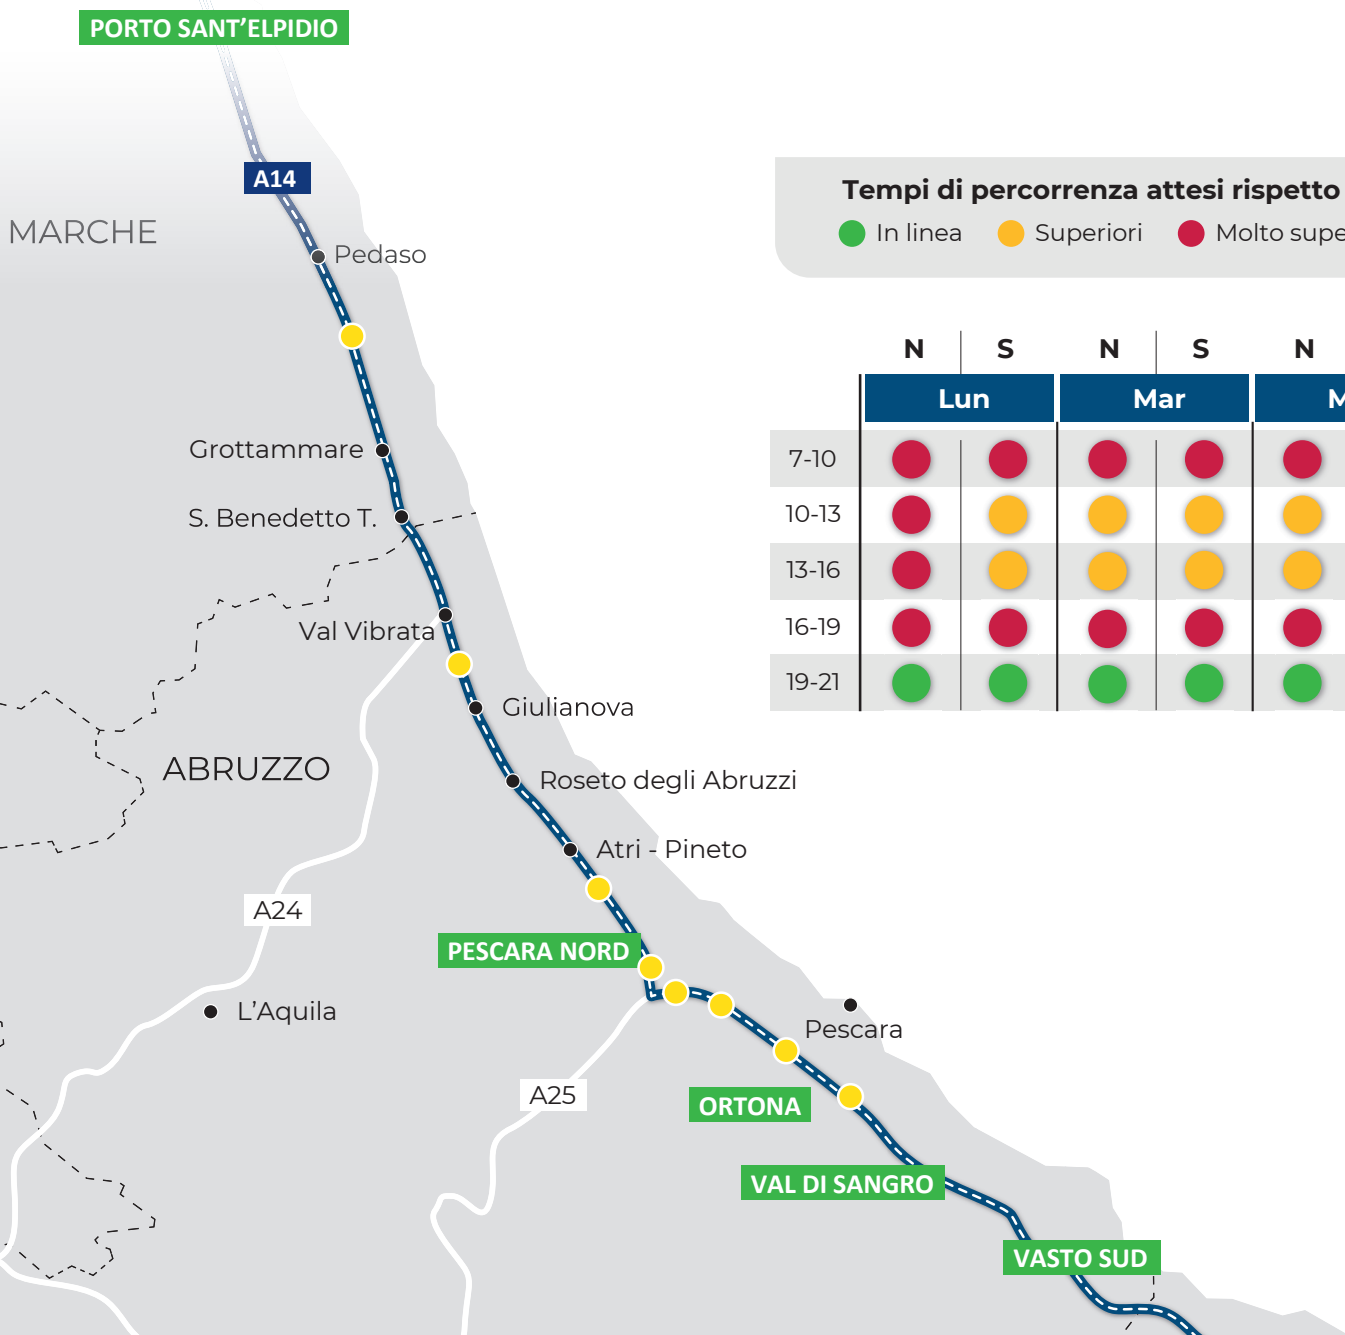 PORTO SANT'ELPIDIO
A14
MARCHE
Pedaso
Grottammare
S. Benedetto T.
Val Vibrata
Giulianova
ABRUZZO
Roseto degli Abruzzi
Atri - Pineto
A24
PESCARA NORD
L'Aquila
Pescara
A25
ORTONA
VAL DI SANGRO
VASTO SUD
Tempi di percorrenza attesi rispetto
In linea Superiori Molto supe
N S N S N
Lun Mar M
7-10
10-13
13-16
16-19
19-21